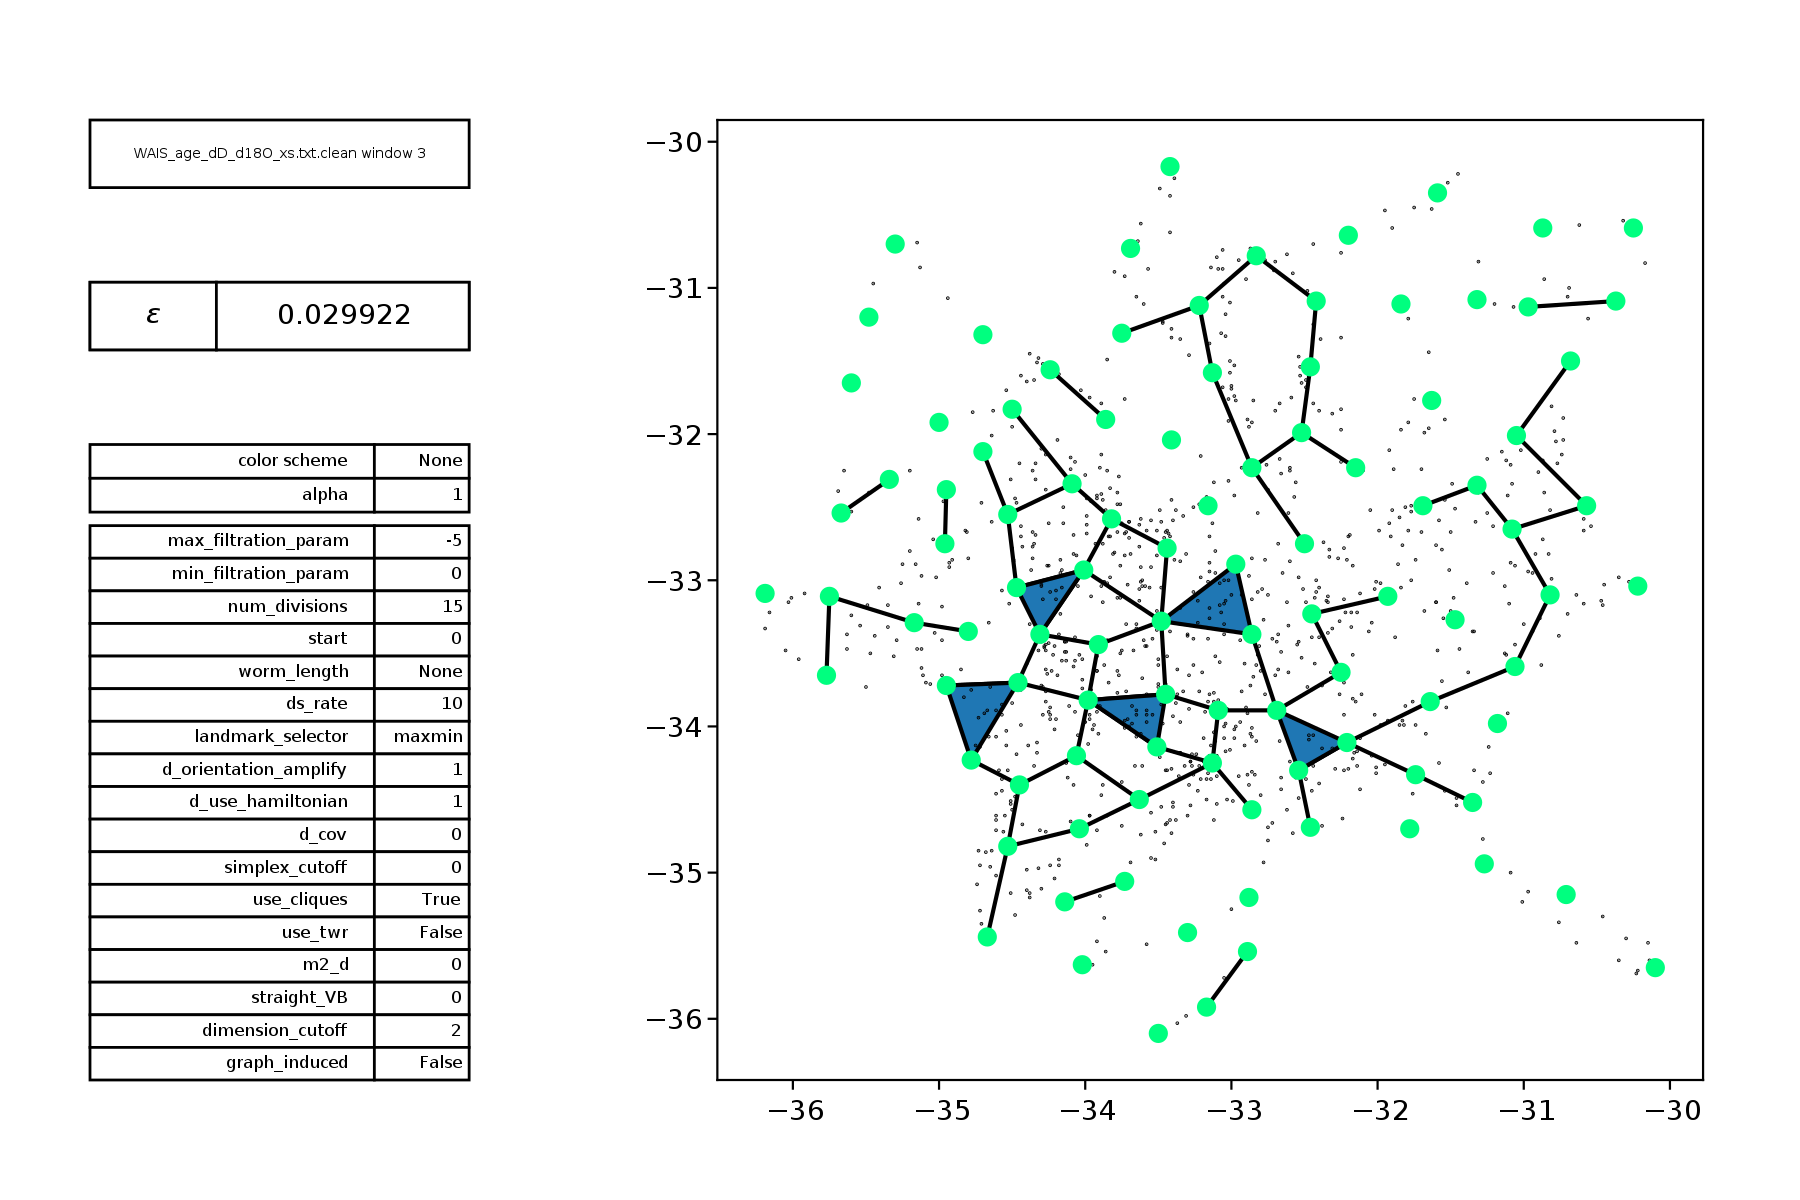 WAIS_age_dD_d18O_xs.txt.clean window 3
ε 0.029922
color scheme None
alpha 1
max_filtration_param -5
min_filtration_param 0
num_divisions 15
start 0
worm_length None
ds_rate 10
landmark_selector maxmin
d_orientation_amplify 1
d_use_hamiltonian 1
d_cov 0
simplex_cutoff 0
use_cliques True
use_twr False
m2_d 0
straight_VB 0
dimension_cutoff 2
graph_induced False
−30
−31
−32
−33
−34
−35
−36
−36 −35 −34 −33 −32 −31 −30